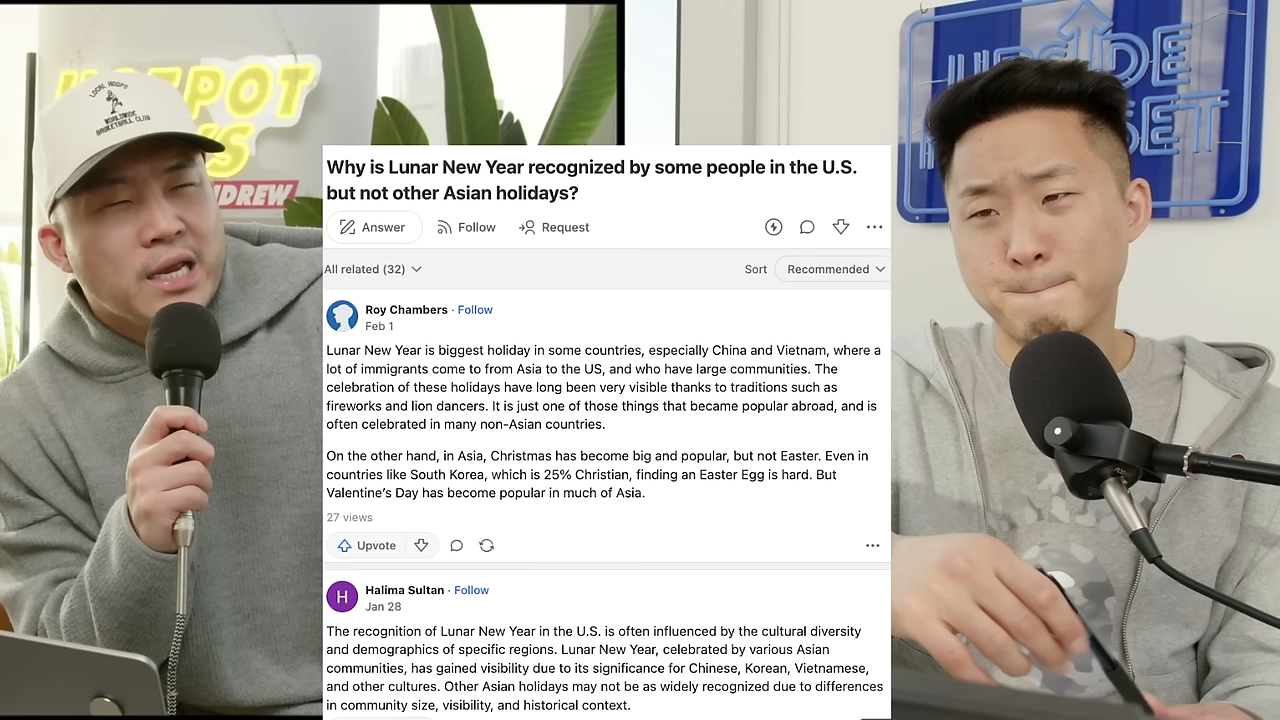 LOCAL HOOPS
WORLDWIDE
BASKETBALL CLUB
Why is Lunar New Year recognized by some people in the U.S.
but not other Asian holidays?
Answer
Follow
Request
All related (32)
Sort
Recommended
Roy Chambers · Follow
Feb 1
Lunar New Year is biggest holiday in some countries, especially China and Vietnam, where a
lot of immigrants come to from Asia to the US, and who have large communities. The
celebration of these holidays have long been very visible thanks to traditions such as
fireworks and lion dancers. It is just one of those things that became popular abroad, and is
often celebrated in many non-Asian countries.
On the other hand, in Asia, Christmas has become big and popular, but not Easter. Even in
countries like South Korea, which is 25% Christian, finding an Easter Egg is hard. But
Valentine's Day has become popular in much of Asia.
27 views
Upvote
H
Halima Sultan · Follow
Jan 28
The recognition of Lunar New Year in the U.S. is often influenced by the cultural diversity
and demographics of specific regions. Lunar New Year, celebrated by various Asian
communities, has gained visibility due to its significance for Chinese, Korean, Vietnamese,
and other cultures. Other Asian holidays may not be as widely recognized due to differences
in community size, visibility, and historical context.